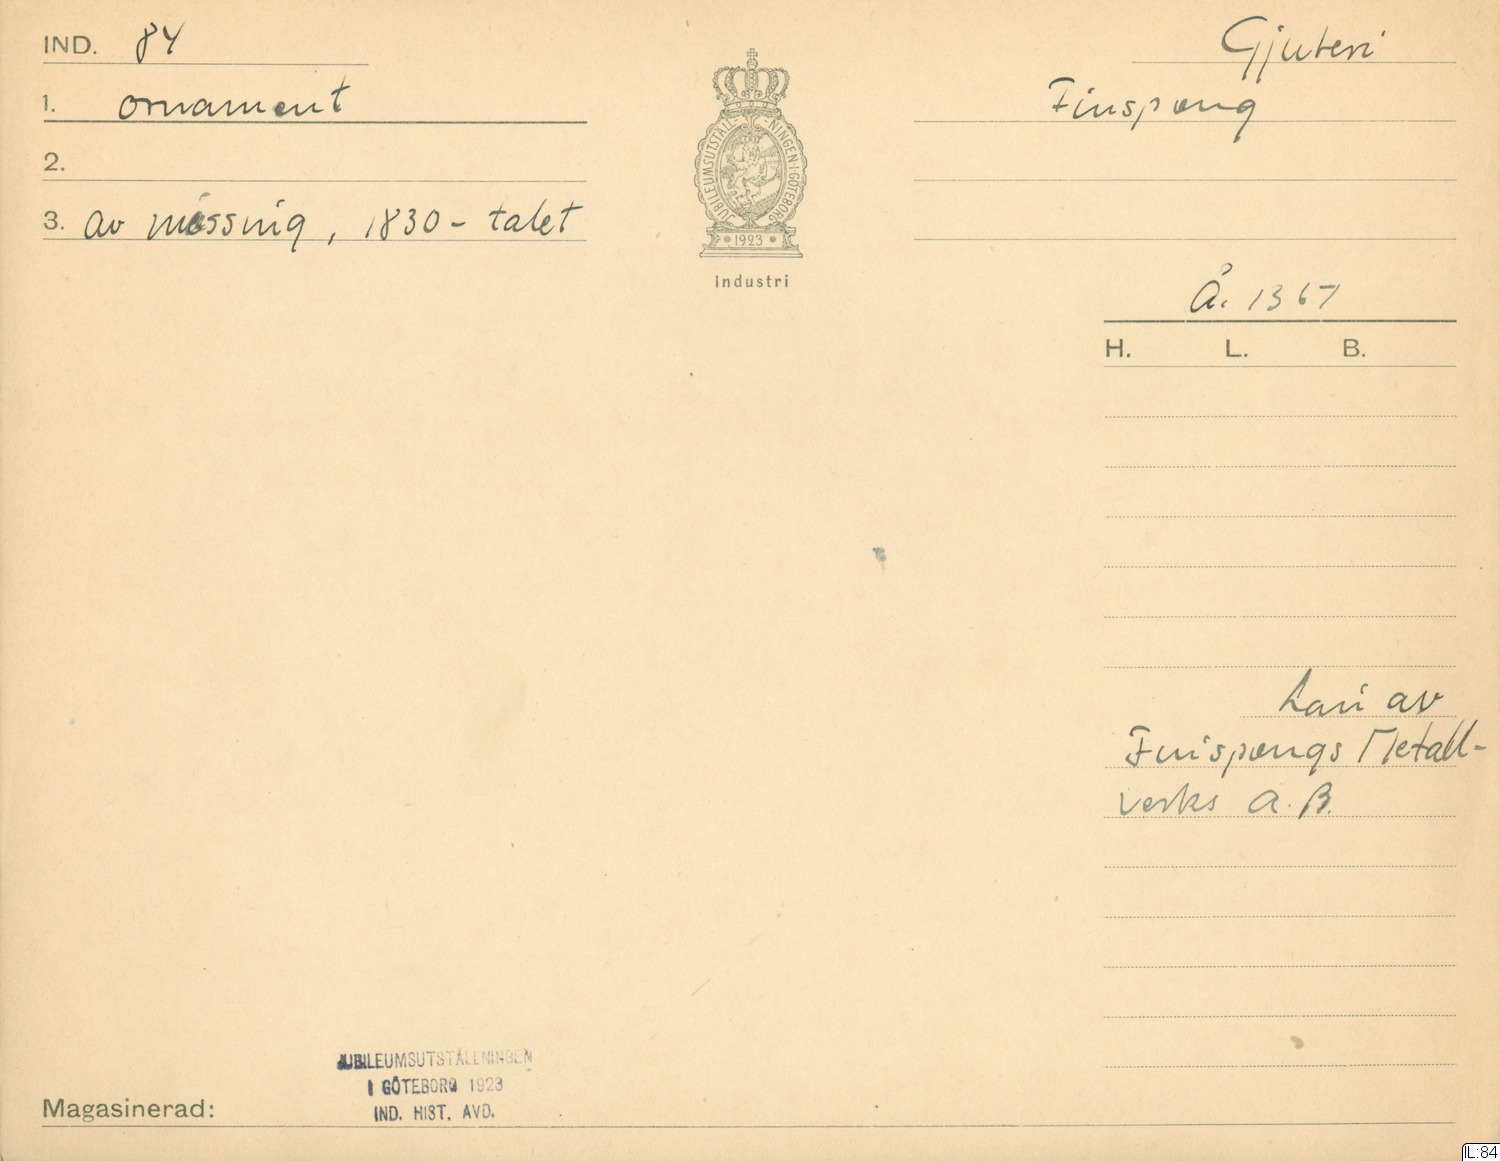 IND. 84
1. ornament
2.
3. av mässing, 1830-talet
JUBILEUMSUTSTÄLLNINGEN I GÖTEBORG
1923
Industri
Gjuteri
Finspong
Å. 1367
H. L. B.
Lån av
Finspongs Metall-
verks A.B.
JUBILEUMSUTSTÄLLNINGEN
I GÖTEBORG 1923
IND. HIST. AVD.
Magasinerad:
IL:84